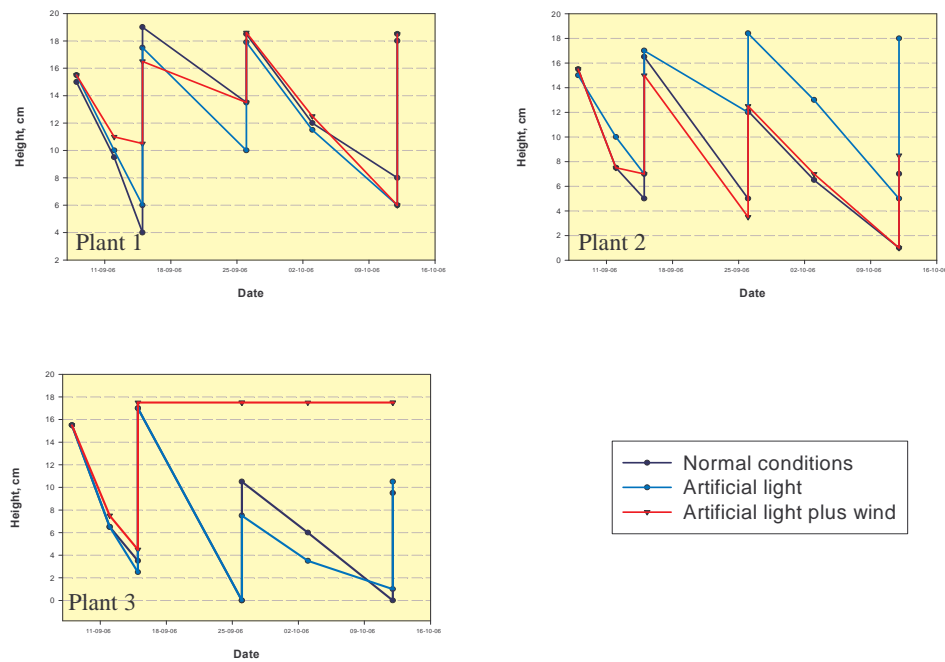 20
18
16
14
12
10
8
6
4
2
Height, cm
Plant 1
11-09-06 18-09-06 25-09-06 02-10-06 09-10-06 16-10-06
Date
20
18
16
14
12
10
8
6
4
2
0
Height, cm
Plant 2
11-09-06 18-09-06 25-09-06 02-10-06 09-10-06 16-10-06
Date
20
18
16
14
12
10
8
6
4
2
0
Height, cm
Plant 3
11-09-06 18-09-06 25-09-06 02-10-06 09-10-06 16-10-06
Date
Normal conditions
Artificial light
Artificial light plus wind